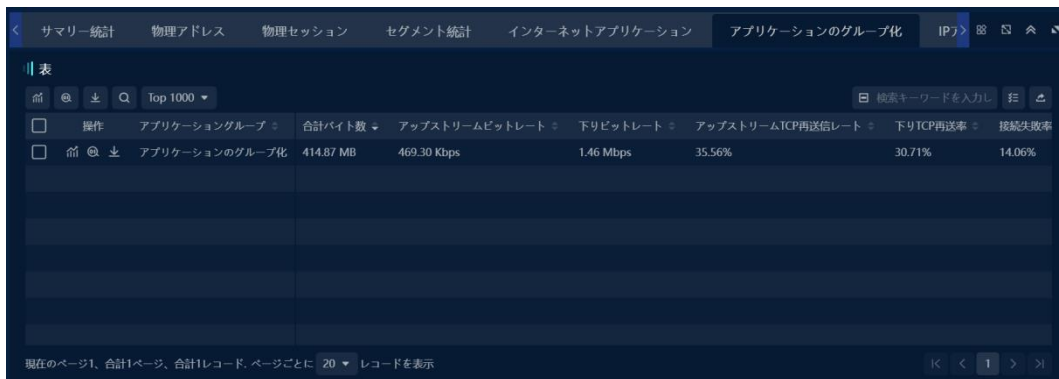 サマリー統計 物理アドレス 物理セッション セグメント統計 インターネットアプリケーション アプリケーションのグループ化
表
Top 1000 検索キーワードを入力し
操作 アプリケーショングループ 合計バイト数 アップストリームビットレート 下りビットレート アップストリームTCP再送信レート 下りTCP再送率 接続失敗率
アプリケーションのグループ化 414.87 MB 469.30 Kbps 1.46 Mbps 35.56% 30.71% 14.06%
現在のページ1、合計1ページ、合計1レコード. ページごとに 20 レコードを表示 1